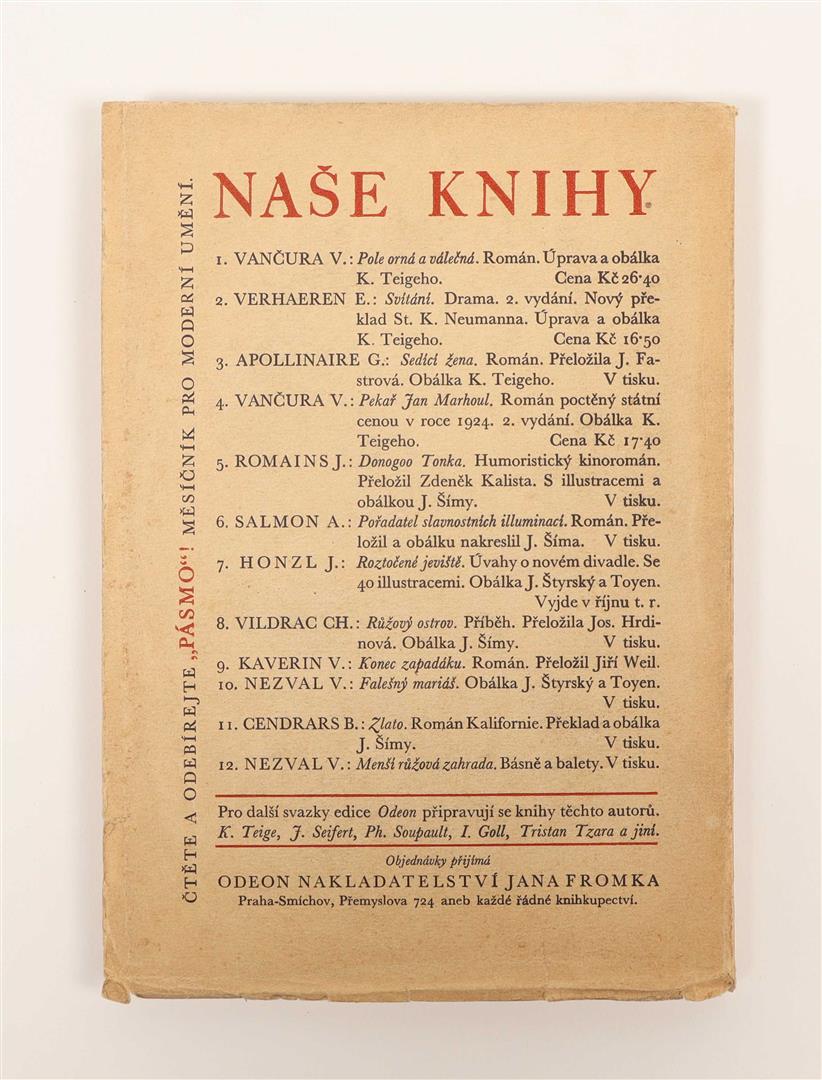 NAŠE KNIHY
1. VANČURA V.: Pole orná a válečná. Román. Úprava a obálka
K. Teigeho. Cena Kč 26·40
2. VERHAEREN E.: Svítání. Drama. 2. vydání. Nový pře-
klad St. K. Neumanna. Úprava a obálka
K. Teigeho. Cena Kč 16·50
3. APOLLINAIRE G.: Sedící žena. Román. Přeložila J. Fa-
strová. Obálka K. Teigeho. V tisku.
4. VANČURA V.: Pekař Jan Marhoul. Román poctěný státní
cenou v roce 1924. 2. vydání. Obálka K.
Teigeho. Cena Kč 17·40
5. ROMAINS J.: Donogoo Tonka. Humoristický kinoromán.
Přeložil Zdeněk Kalista. S illustracemi a
obálkou J. Šímy. V tisku.
6. SALMON A.: Pořadatel slavnostních illuminací. Román. Pře-
ložil a obálku nakreslil J. Šíma. V tisku.
7. HONZL J.: Roztočené jeviště. Úvahy o novém divadle. Se
40 illustracemi. Obálka J. Štyrský a Toyen.
Vyjde v říjnu t. r.
8. VILDRAC CH.: Růžový ostrov. Příběh. Přeložila Jos. Hrdi-
nová. Obálka J. Šímy. V tisku.
9. KAVERIN V.: Konec zapadáku. Román. Přeložil Jiří Weil.
10. NEZVAL V.: Falešný mariáš. Obálka J. Štyrský a Toyen.
V tisku.
11. CENDRARS B.: Zlato. Román Kalifornie. Překlad a obálka
J. Šímy. V tisku.
12. NEZVAL V.: Menší růžová zahrada. Básně a balety. V tisku.
Pro další svazky edice Odeon připravují se knihy těchto autorů.
K. Teige, J. Seifert, Ph. Soupault, I. Goll, Tristan Tzara a jiní.
Objednávky přijímá
ODEON NAKLADATELSTVÍ JANA FROMKA
Praha-Smíchov, Přemyslova 724 aneb každé řádné knihkupectví.
ČTĚTE A ODEBÍREJTE „PÁSMO“! MĚSÍČNÍK PRO MODERNÍ UMĚNÍ.